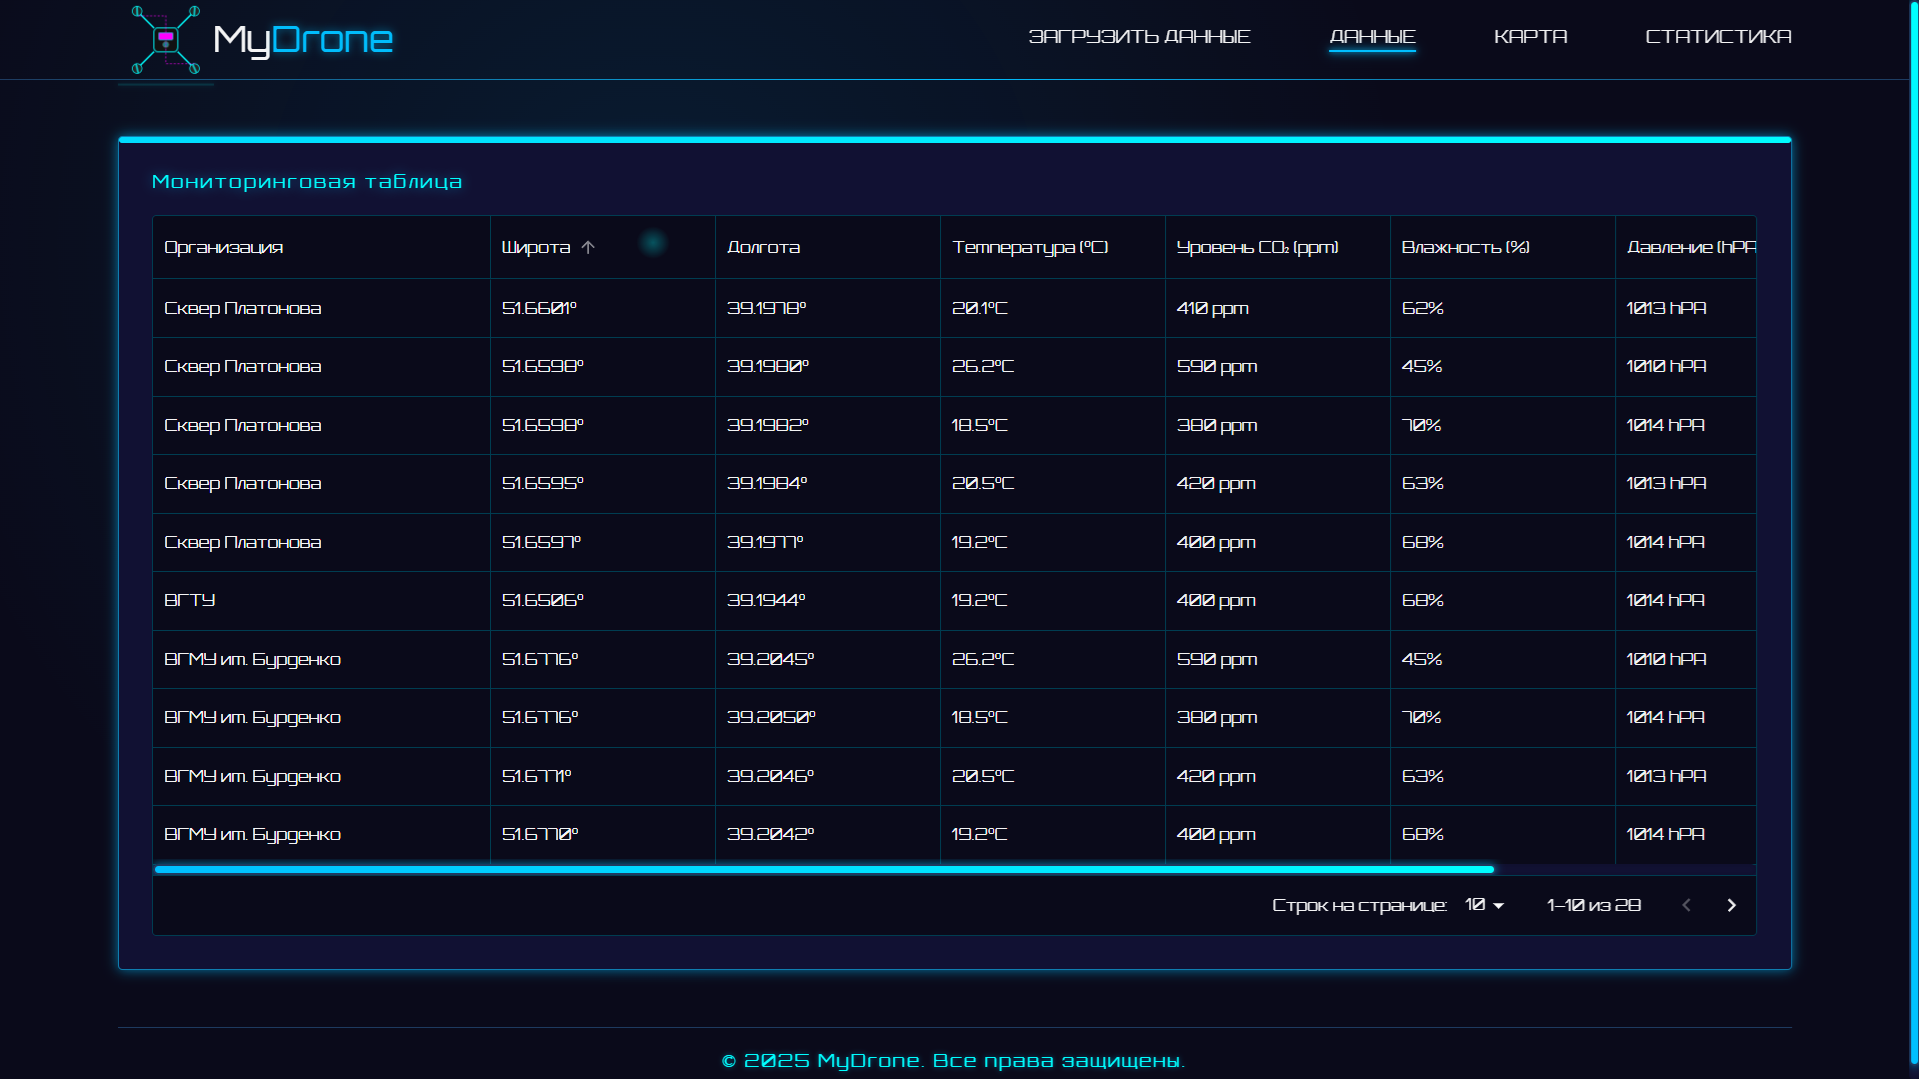 MyDrone
ЗАГРУЗИТЬ ДАННЫЕ ДАННЫЕ КАРТА СТАТИСТИКА
Мониторинговая таблица
Организация Широта Долгота Температура (°C) Уровень CO₂ (ppm) Влажность (%) Давление (hPA
Сквер Платонова 51.6601° 39.1978° 20.1°C 410 ppm 62% 1013 hPA
Сквер Платонова 51.6598° 39.1980° 26.2°C 590 ppm 45% 1010 hPA
Сквер Платонова 51.6598° 39.1982° 18.5°C 380 ppm 70% 1014 hPA
Сквер Платонова 51.6595° 39.1984° 20.5°C 420 ppm 63% 1013 hPA
Сквер Платонова 51.6597° 39.1977° 19.2°C 400 ppm 68% 1014 hPA
ВГТУ 51.6506° 39.1944° 19.2°C 400 ppm 68% 1014 hPA
ВГМУ им. Бурденко 51.6776° 39.2045° 26.2°C 590 ppm 45% 1010 hPA
ВГМУ им. Бурденко 51.6776° 39.2050° 18.5°C 380 ppm 70% 1014 hPA
ВГМУ им. Бурденко 51.6771° 39.2046° 20.5°C 420 ppm 63% 1013 hPA
ВГМУ им. Бурденко 51.6770° 39.2042° 19.2°C 400 ppm 68% 1014 hPA
Строк на странице: 10 1–10 из 28
© 2025 MyDrone. Все права защищены.